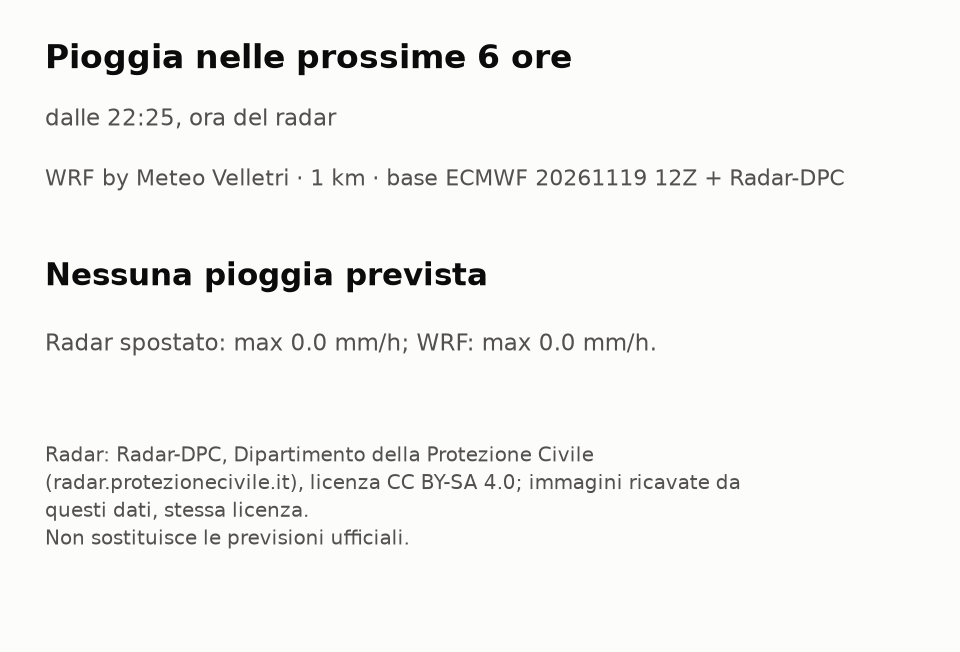 Pioggia nelle prossime 6 ore
dalle 22:25, ora del radar
WRF by Meteo Velletri · 1 km · base ECMWF 20261119 12Z + Radar-DPC
Nessuna pioggia prevista
Radar spostato: max 0.0 mm/h; WRF: max 0.0 mm/h.
Radar: Radar-DPC, Dipartimento della Protezione Civile
(radar.protezionecivile.it), licenza CC BY-SA 4.0; immagini ricavate da
questi dati, stessa licenza.
Non sostituisce le previsioni ufficiali.